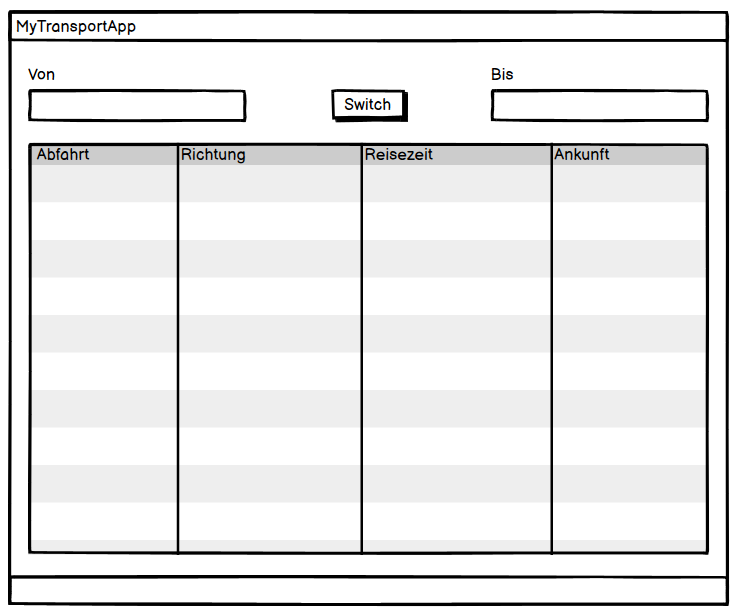 MyTransportApp
Von
Bis
Switch
Abfahrt
Richtung
Reisezeit
Ankunft